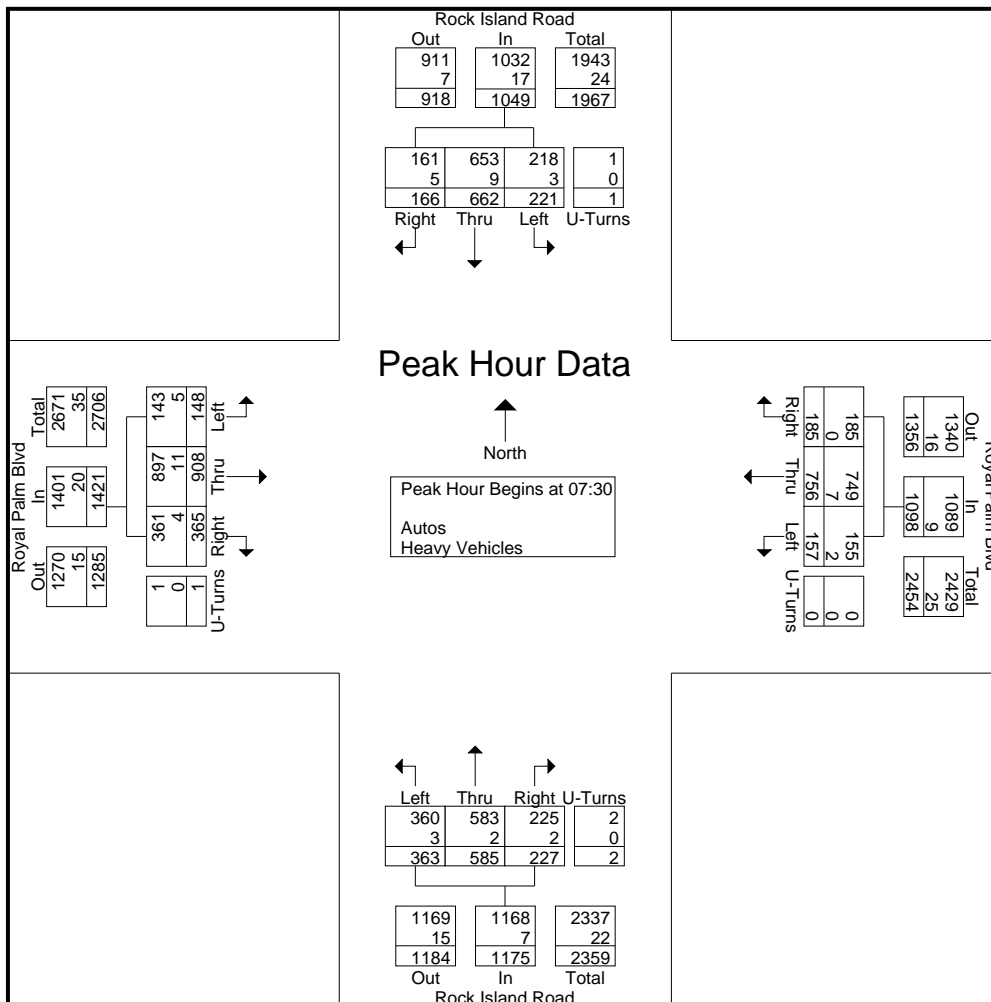 Rock Island Road
Out In Total
911 1032 1943
7 17 24
918 1049 1967
161 653 218 1
5 9 3 0
166 662 221 1
Right Thru Left U-Turns
Peak Hour Data
North
Peak Hour Begins at 07:30
Autos
Heavy Vehicles
Royal Palm Blvd
Out In Total
1270 1401 2671
15 20 35
1285 1421 2706
1 361 897 143
0 4 11 5
1 365 908 148
U-Turns Right Thru Left
Royal Palm Blvd
Out In Total
1340 1089 2429
16 9 25
1356 1098 2454
185 749 155 0
0 7 2 0
185 756 157 0
Right Thru Left U-Turns
Left Thru Right U-Turns
360 583 225 2
3 2 2 0
363 585 227 2
1169 1168 2337
15 7 22
1184 1175 2359
Out In Total
Rock Island Road